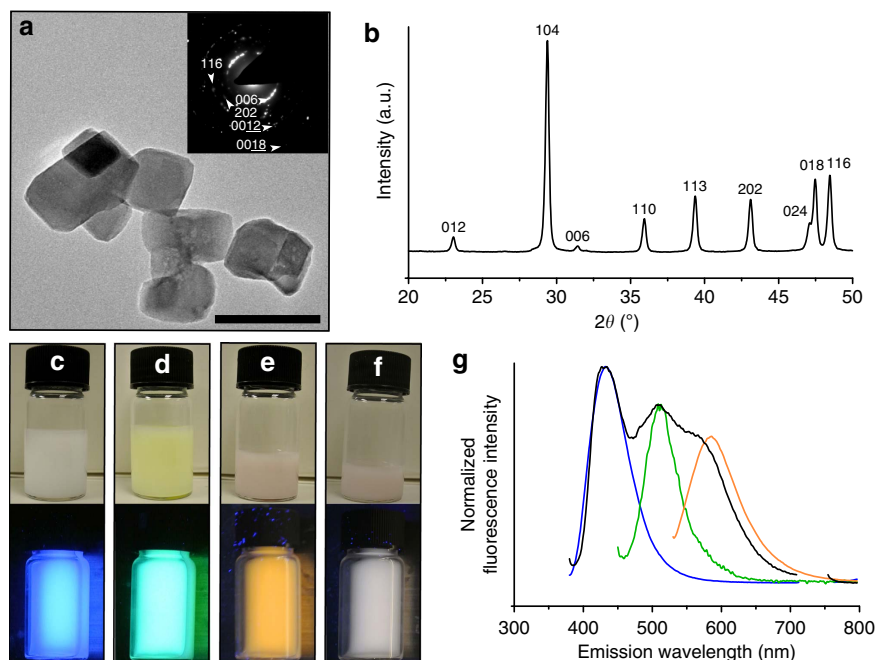 a
116
006
202
0012
0018
b
104
012
006
110
113
202
024
018
116
Intensity (a.u.)
20 25 30 35 40 45 50
2θ (°)
c
d
e
f
g
Normalized
fluorescence intensity
300 400 500 600 700 800
Emission wavelength (nm)